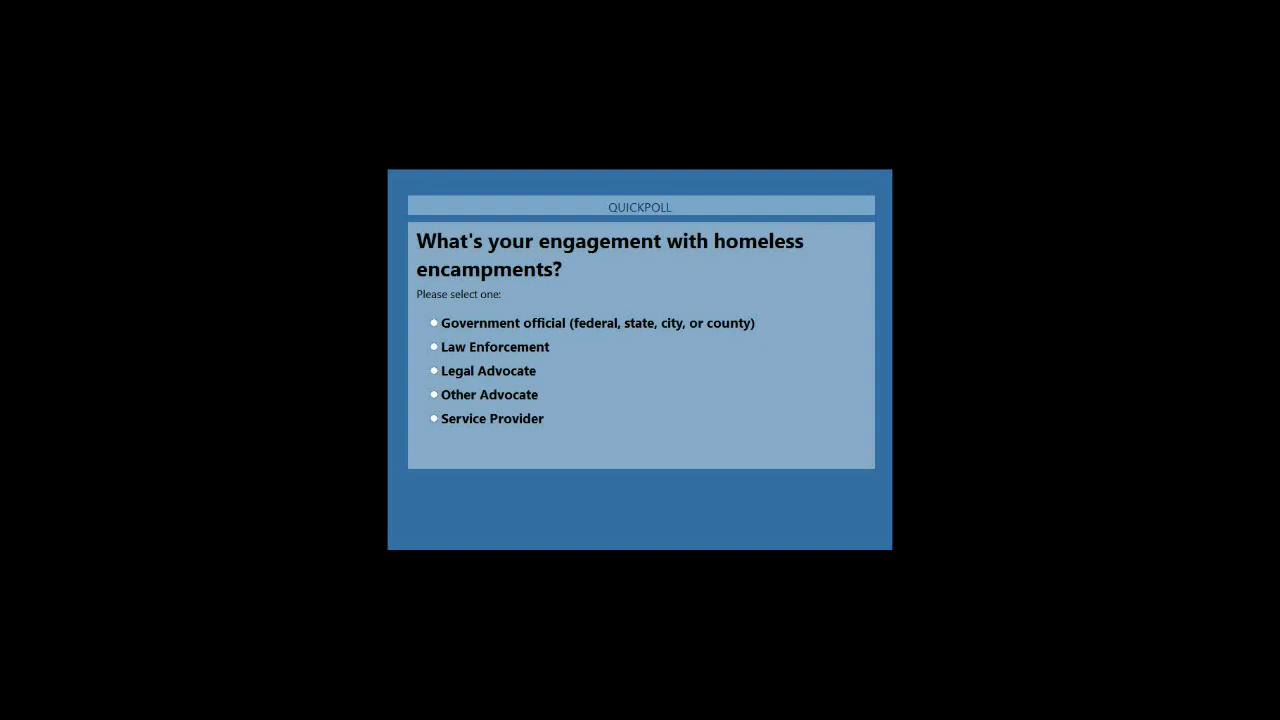 QUICKPOLL
What's your engagement with homeless
encampments?
Please select one:
Government official (federal, state, city, or county)
Law Enforcement
Legal Advocate
Other Advocate
Service Provider